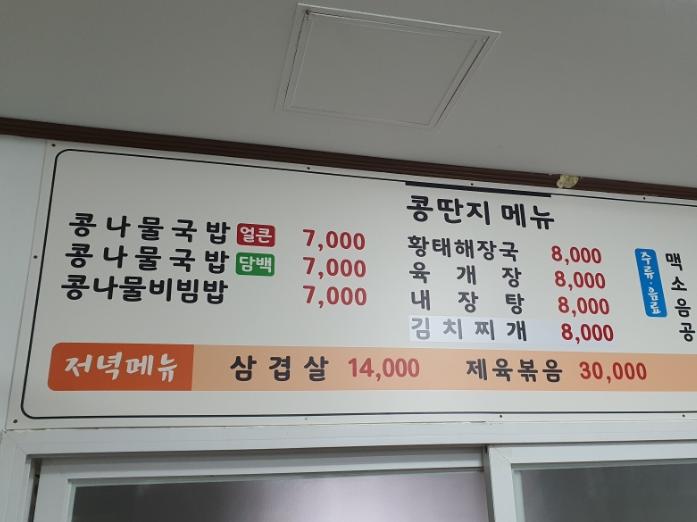 콩나물국밥 얼큰 7,000
콩나물국밥 담백 7,000
콩나물비빔밥 7,000
콩딴지 메뉴
황태해장국 8,000
육개장 8,000
내장탕 8,000
김치찌개 8,000
주류·음료
맥
소
음
공
저녁메뉴 삼겹살 14,000 제육볶음 30,000